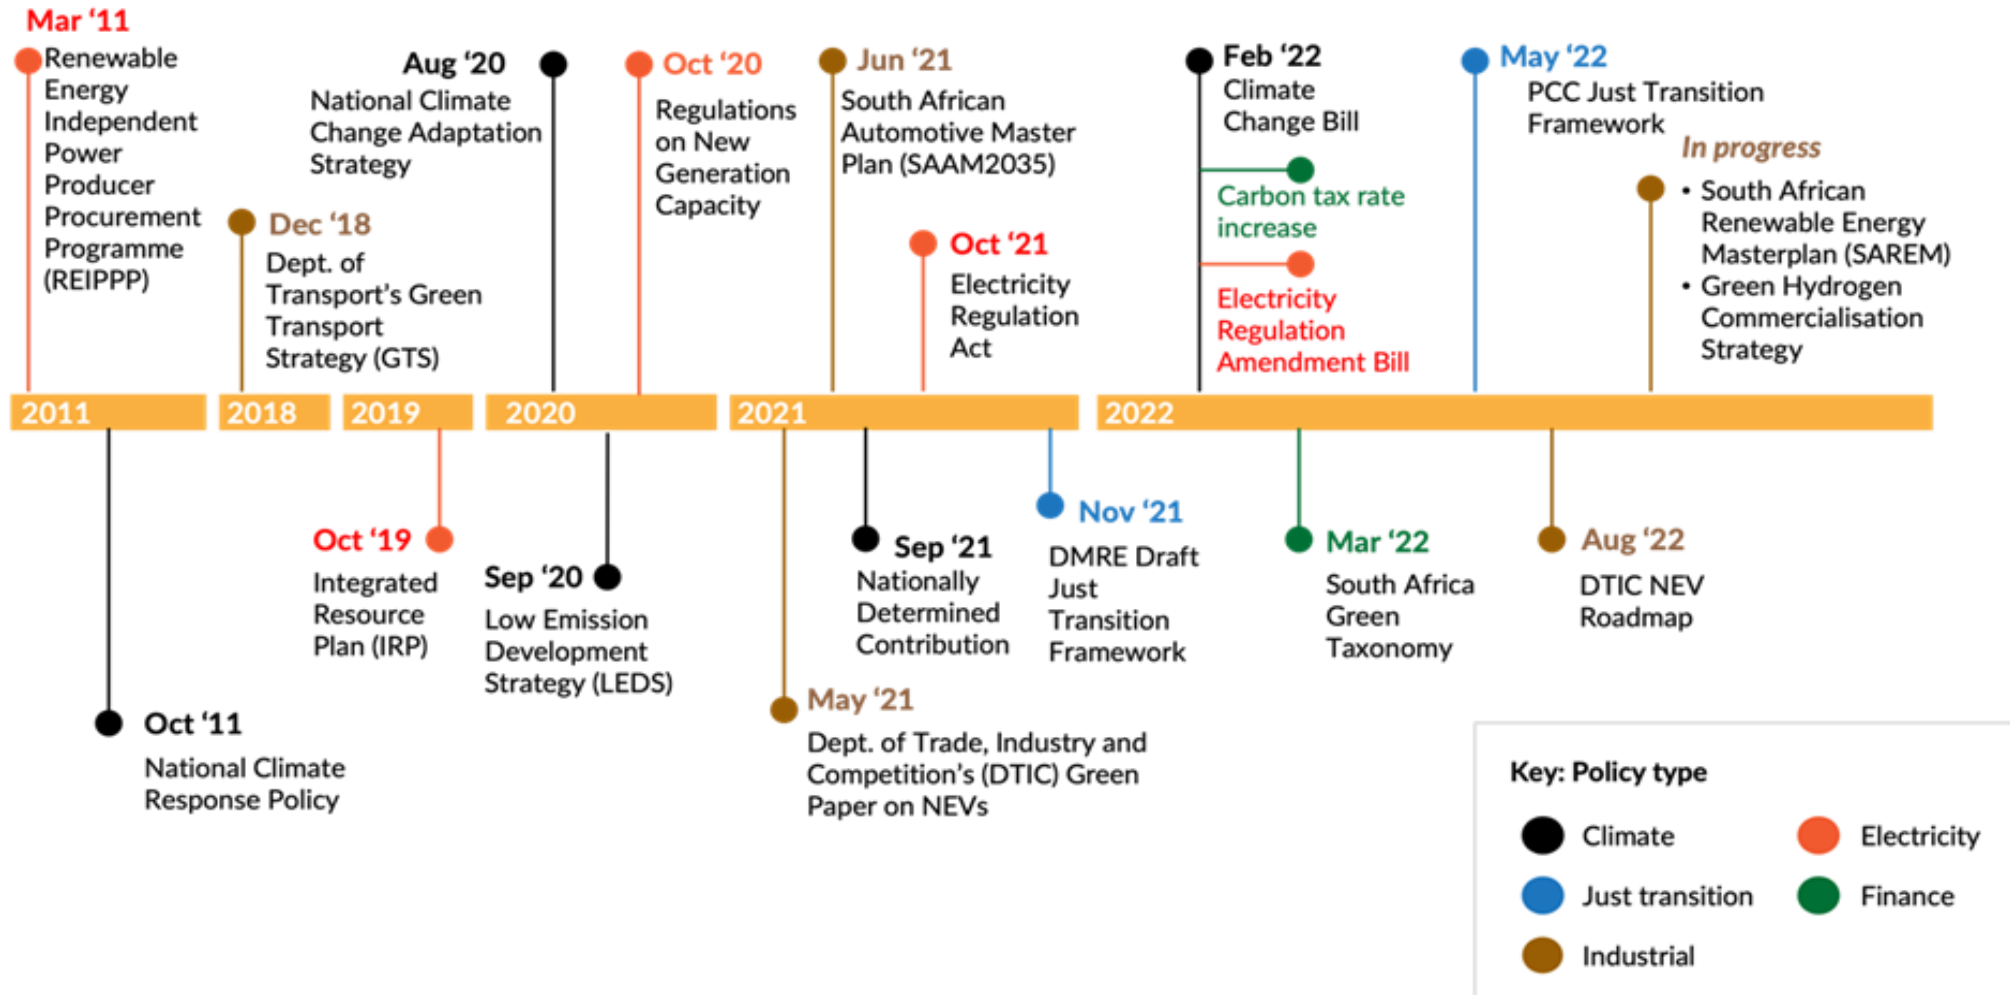 Mar ‘11
Renewable
Energy
Independent
Power
Producer
Procurement
Programme
(REIPPP)
Dec ‘18
Dept. of
Transport’s Green
Transport
Strategy (GTS)
Aug ‘20
National Climate
Change Adaptation
Strategy
Oct ‘20
Regulations
on New
Generation
Capacity
Jun ‘21
South African
Automotive Master
Plan (SAAM2035)
Oct ‘21
Electricity
Regulation
Act
Feb ‘22
Climate
Change Bill
Carbon tax rate
increase
Electricity
Regulation
Amendment Bill
May ‘22
PCC Just Transition
Framework
In progress
• South African
Renewable Energy
Masterplan (SAREM)
• Green Hydrogen
Commercialisation
Strategy
2011
2018
2019
2020
2021
2022
Oct ‘11
National Climate
Response Policy
Oct ‘19
Integrated
Resource
Plan (IRP)
Sep ‘20
Low Emission
Development
Strategy (LEDS)
May ‘21
Dept. of Trade, Industry and
Competition’s (DTIC) Green
Paper on NEVs
Sep ‘21
Nationally
Determined
Contribution
Nov ‘21
DMRE Draft
Just
Transition
Framework
Mar ‘22
South Africa
Green
Taxonomy
Aug ‘22
DTIC NEV
Roadmap
Key: Policy type
Climate
Electricity
Just transition
Finance
Industrial